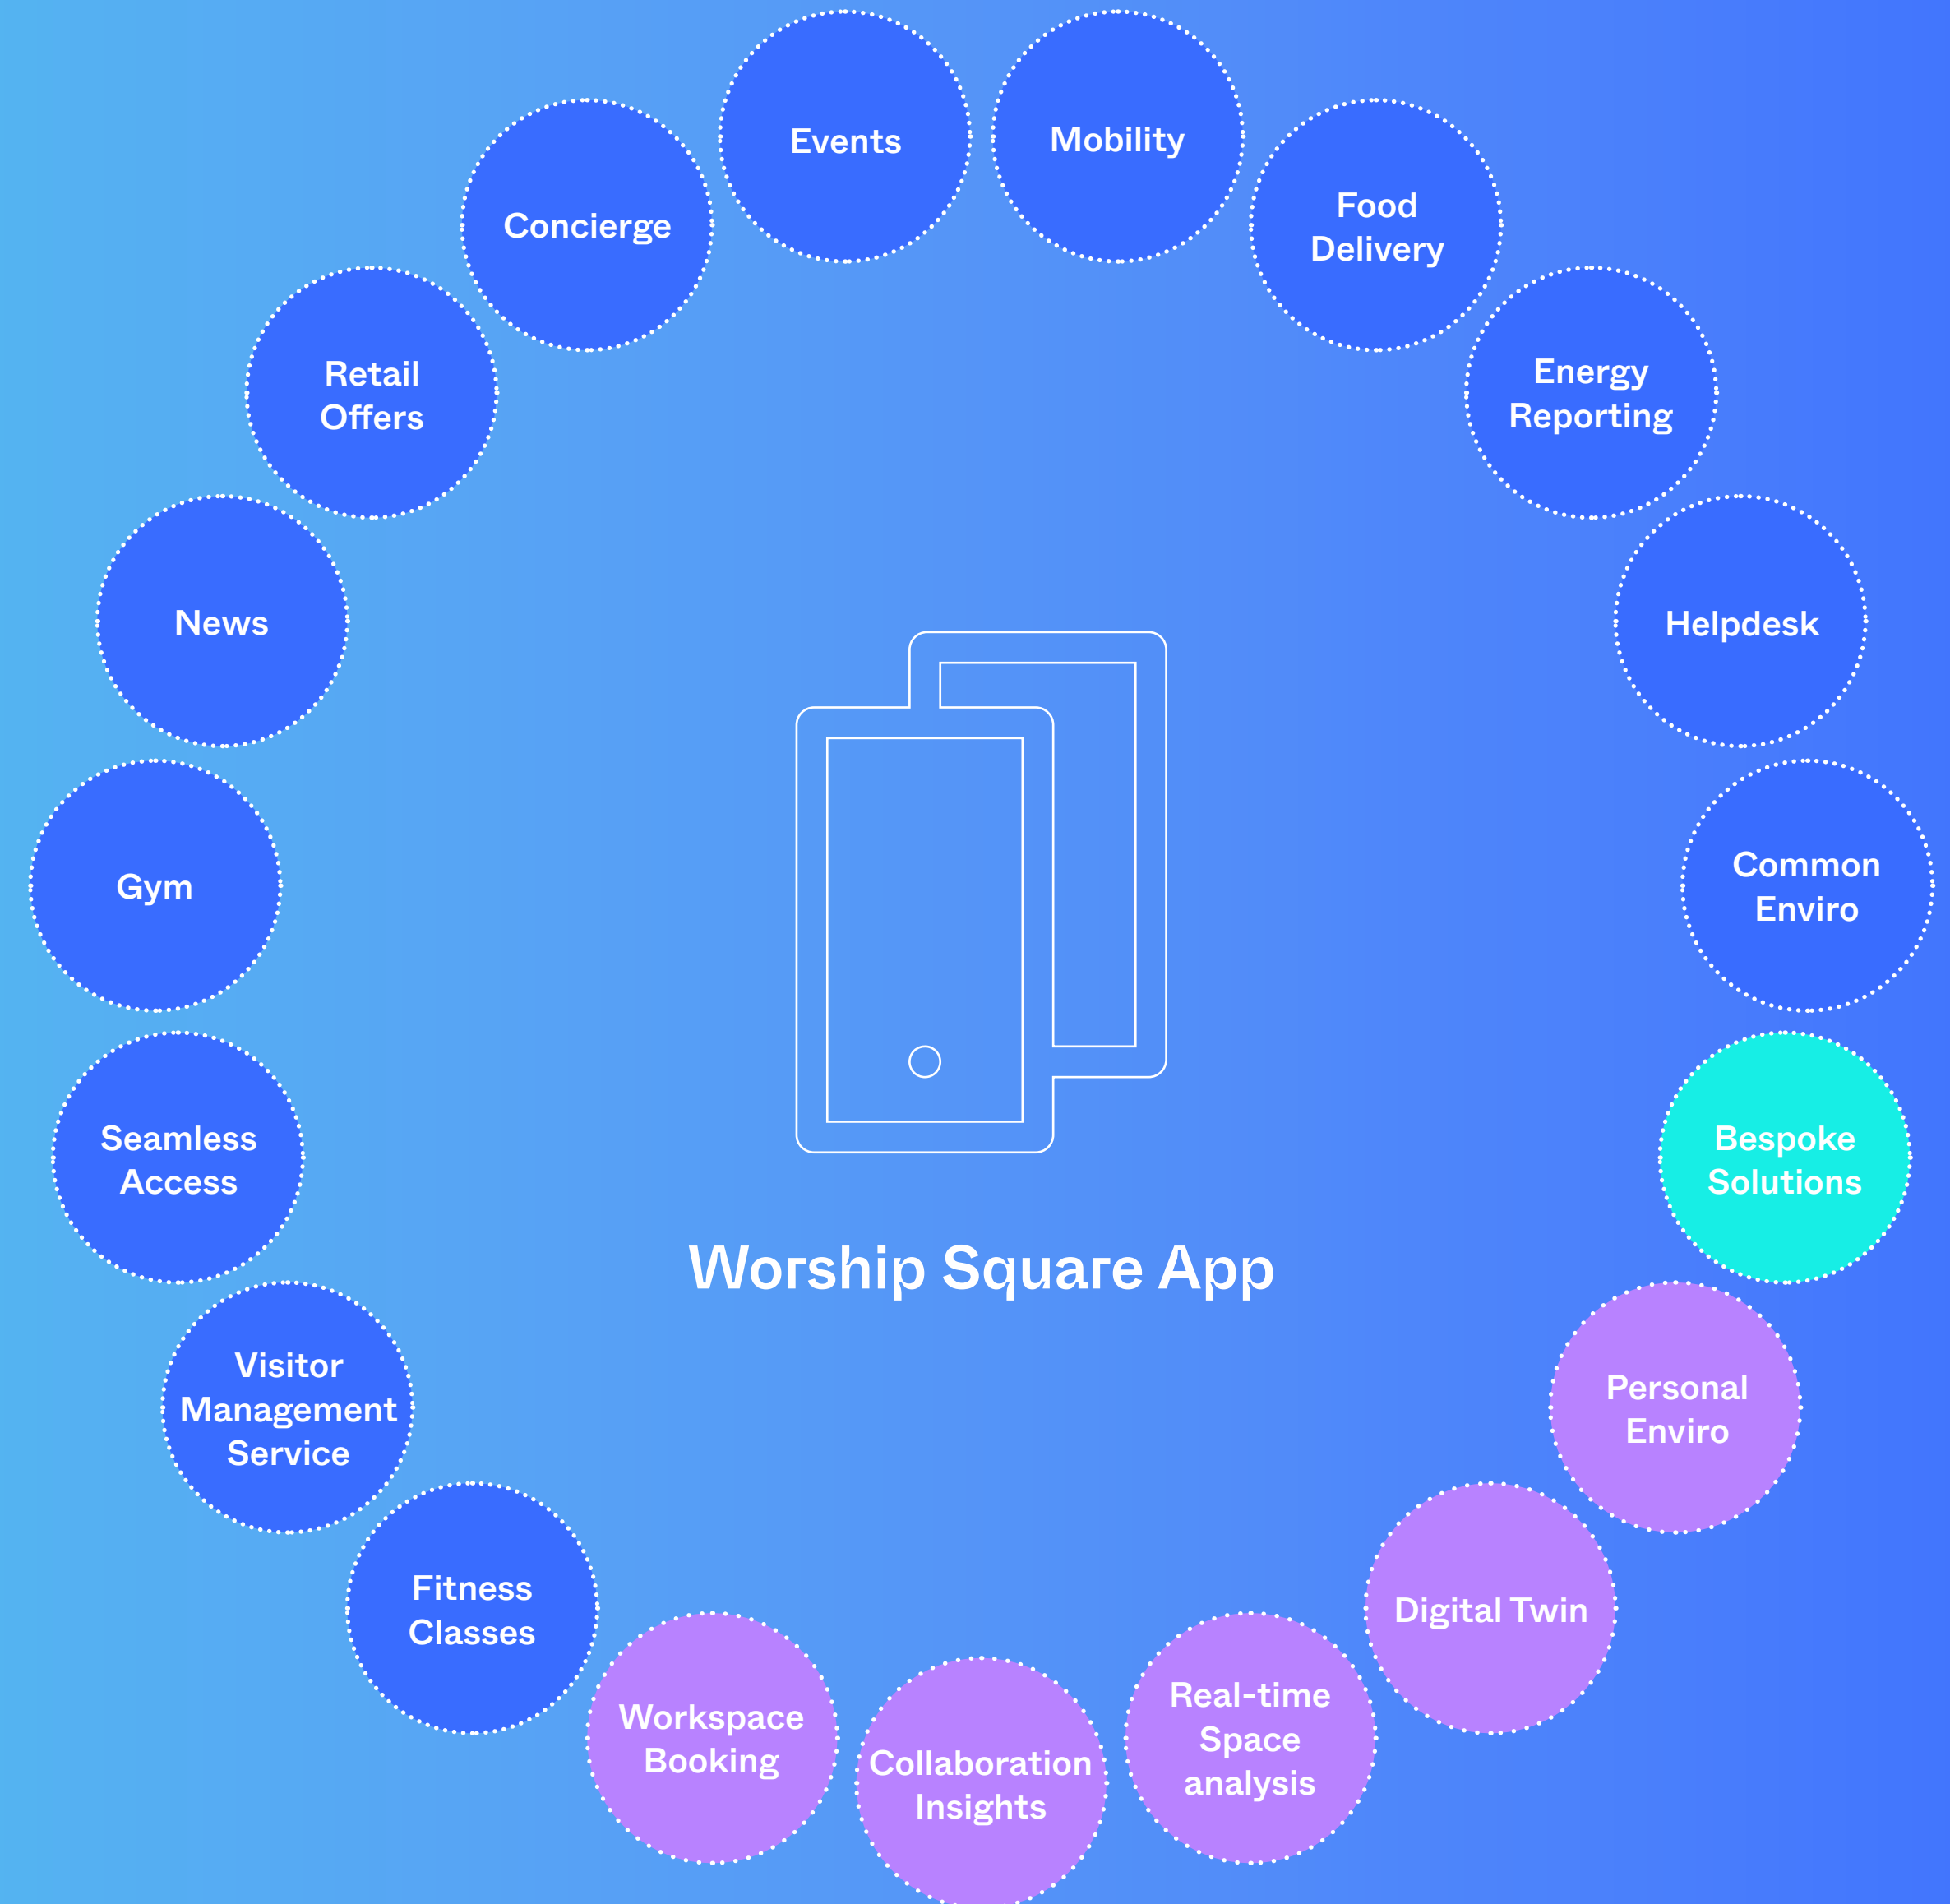 Events
Mobility
Food
Delivery
Energy
Reporting
Helpdesk
Common
Enviro
Bespoke
Solutions
Personal
Enviro
Digital Twin
Real-time
Space
analysis
Collaboration
Insights
Workspace
Booking
Fitness
Classes
Visitor
Management
Service
Seamless
Access
Gym
News
Retail
Offers
Concierge
Worship Square App